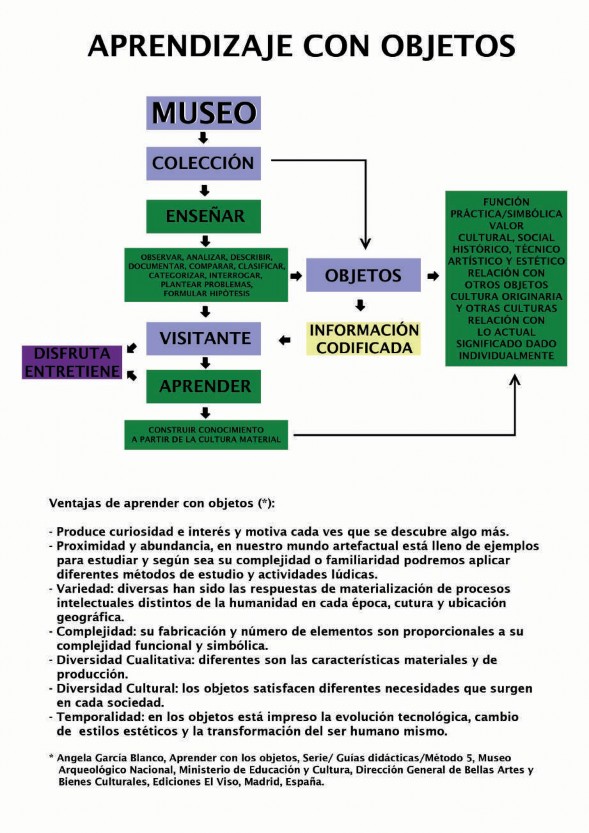 APRENDIZAJE CON OBJETOS
MUSEO
COLECCIÓN
ENSEÑAR
OBSERVAR, ANALIZAR, DESCRIBIR,
DOCUMENTAR, COMPARAR, CLASIFICAR,
CATEGORIZAR, INTERROGAR,
PLANTEAR PROBLEMAS,
FORMULAR HIPÓTESIS
OBJETOS
FUNCIÓN
PRÁCTICA/SIMBÓLICA
VALOR
CULTURAL, SOCIAL
HISTÓRICO, TÉCNICO
ARTÍSTICO Y ESTÉTICO
RELACIÓN CON
OTROS OBJETOS
CULTURA ORIGINARIA
Y OTRAS CULTURAS
RELACIÓN CON
LO ACTUAL
SIGNIFICADO DADO
INDIVIDUALMENTE
VISITANTE
INFORMACIÓN
CODIFICADA
DISFRUTA
ENTRETIENE
APRENDER
CONSTRUIR CONOCIMIENTO
A PARTIR DE LA CULTURA MATERIAL
Ventajas de aprender con objetos (*):
- Produce curiosidad e interés y motiva cada ves que se descubre algo más.
- Proximidad y abundancia, en nuestro mundo artefactual está lleno de ejemplos
para estudiar y según sea su complejidad o familiaridad podremos aplicar
diferentes métodos de estudio y actividades lúdicas.
- Variedad: diversas han sido las respuestas de materialización de procesos
intelectuales distintos de la humanidad en cada época, cutura y ubicación
geográfica.
- Complejidad: su fabricación y número de elementos son proporcionales a su
complejidad funcional y simbólica.
- Diversidad Cualitativa: diferentes son las características materiales y de
producción.
- Diversidad Cultural: los objetos satisfacen diferentes necesidades que surgen
en cada sociedad.
- Temporalidad: en los objetos está impreso la evolución tecnológica, cambio
de estilos estéticos y la transformación del ser humano mismo.
* Angela García Blanco, Aprender con los objetos, Serie/ Guías didácticas/Método 5, Museo
Arqueológico Nacional, Ministerio de Educación y Cultura, Dirección General de Bellas Artes y
Bienes Culturales, Ediciones El Viso, Madrid, España.